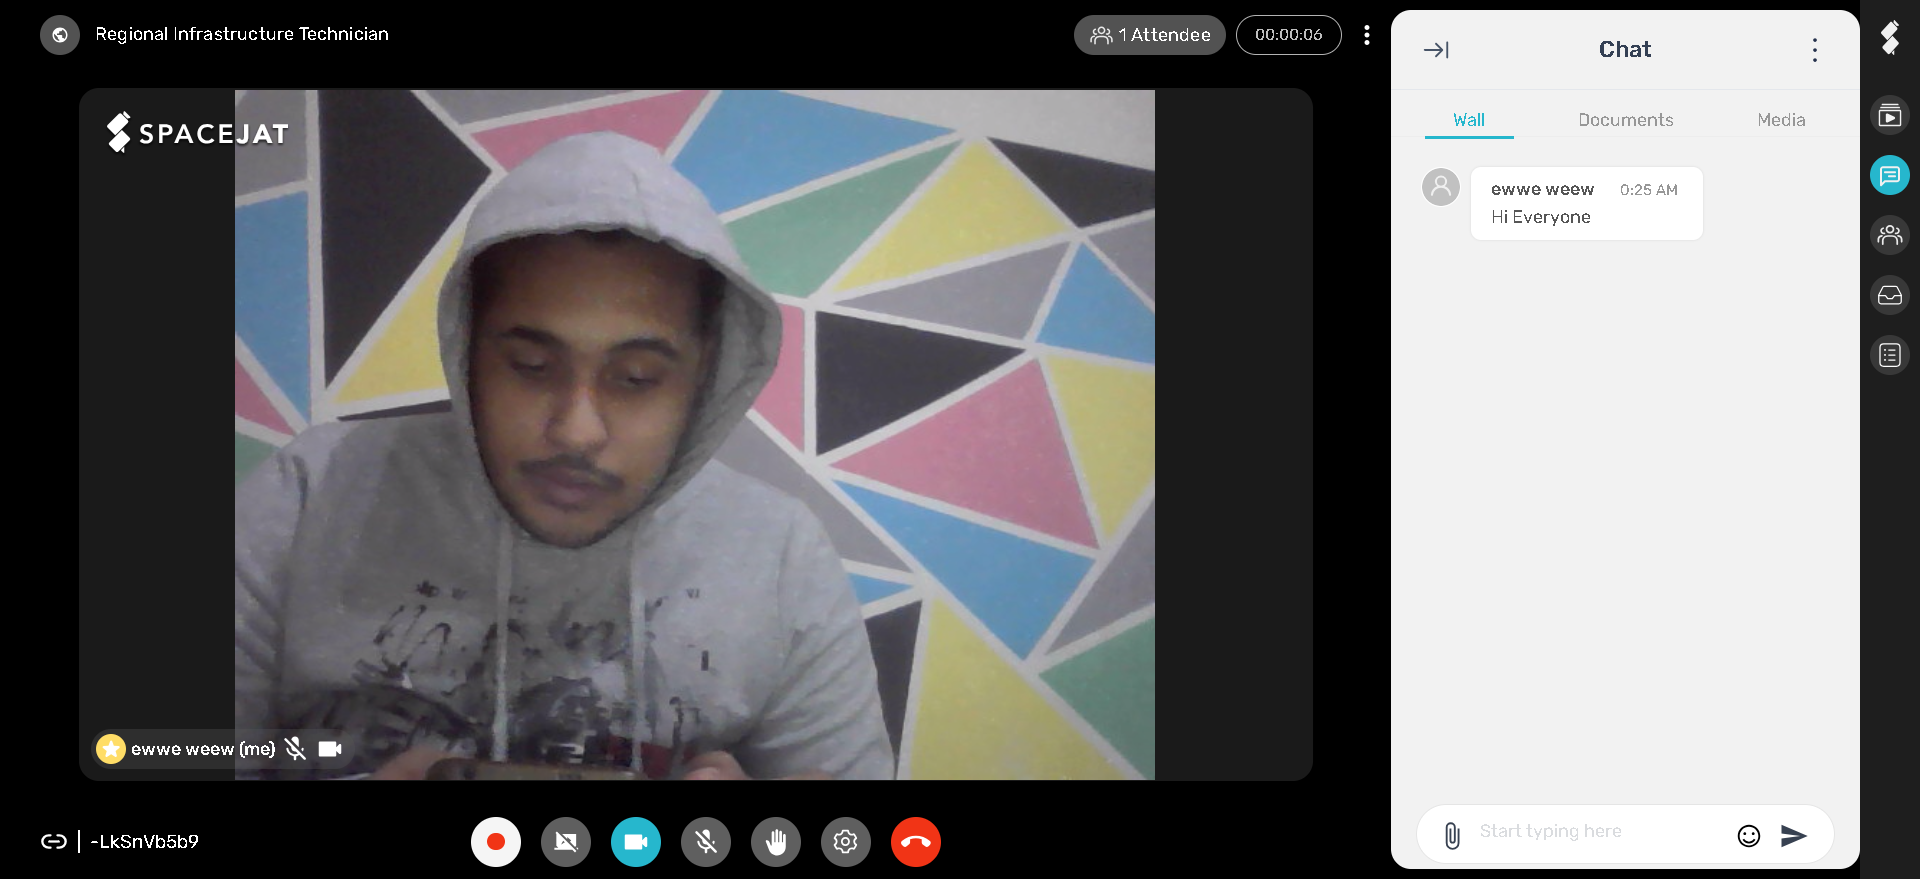 Regional Infrastructure Technician
1 Attendee
00:00:06
SPACEJAT
ewwe weew (me)
-LkSnVb5b9
Chat
Wall
Documents
Media
ewwe weew 0:25 AM
Hi Everyone
Start typing here